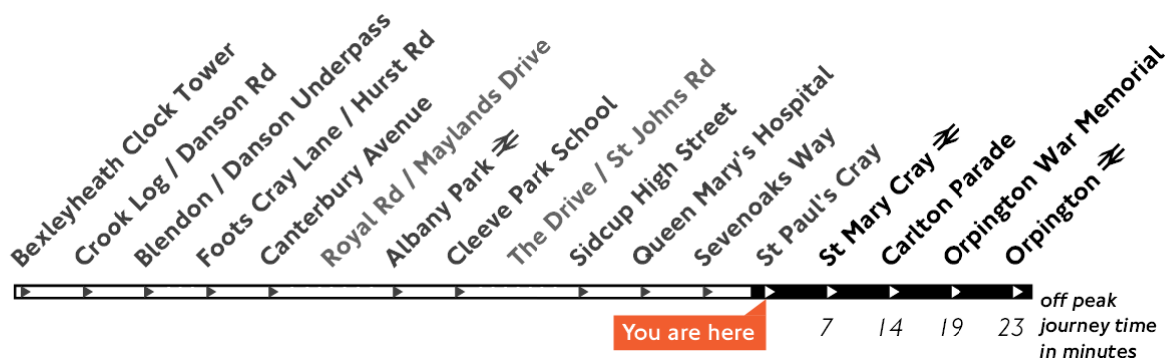 Bexleyheath Clock Tower
Crook Log / Danson Rd
Blendon / Danson Underpass
Foots Cray Lane / Hurst Rd
Canterbury Avenue
Royal Rd / Maylands Drive
Albany Park
Cleeve Park School
The Drive / St Johns Rd
Sidcup High Street
Queen Mary's Hospital
Sevenoaks Way
St Paul's Cray
St Mary Cray
Carlton Parade
Orpington War Memorial
Orpington
You are here
7 14 19 23
off peak
journey time
in minutes